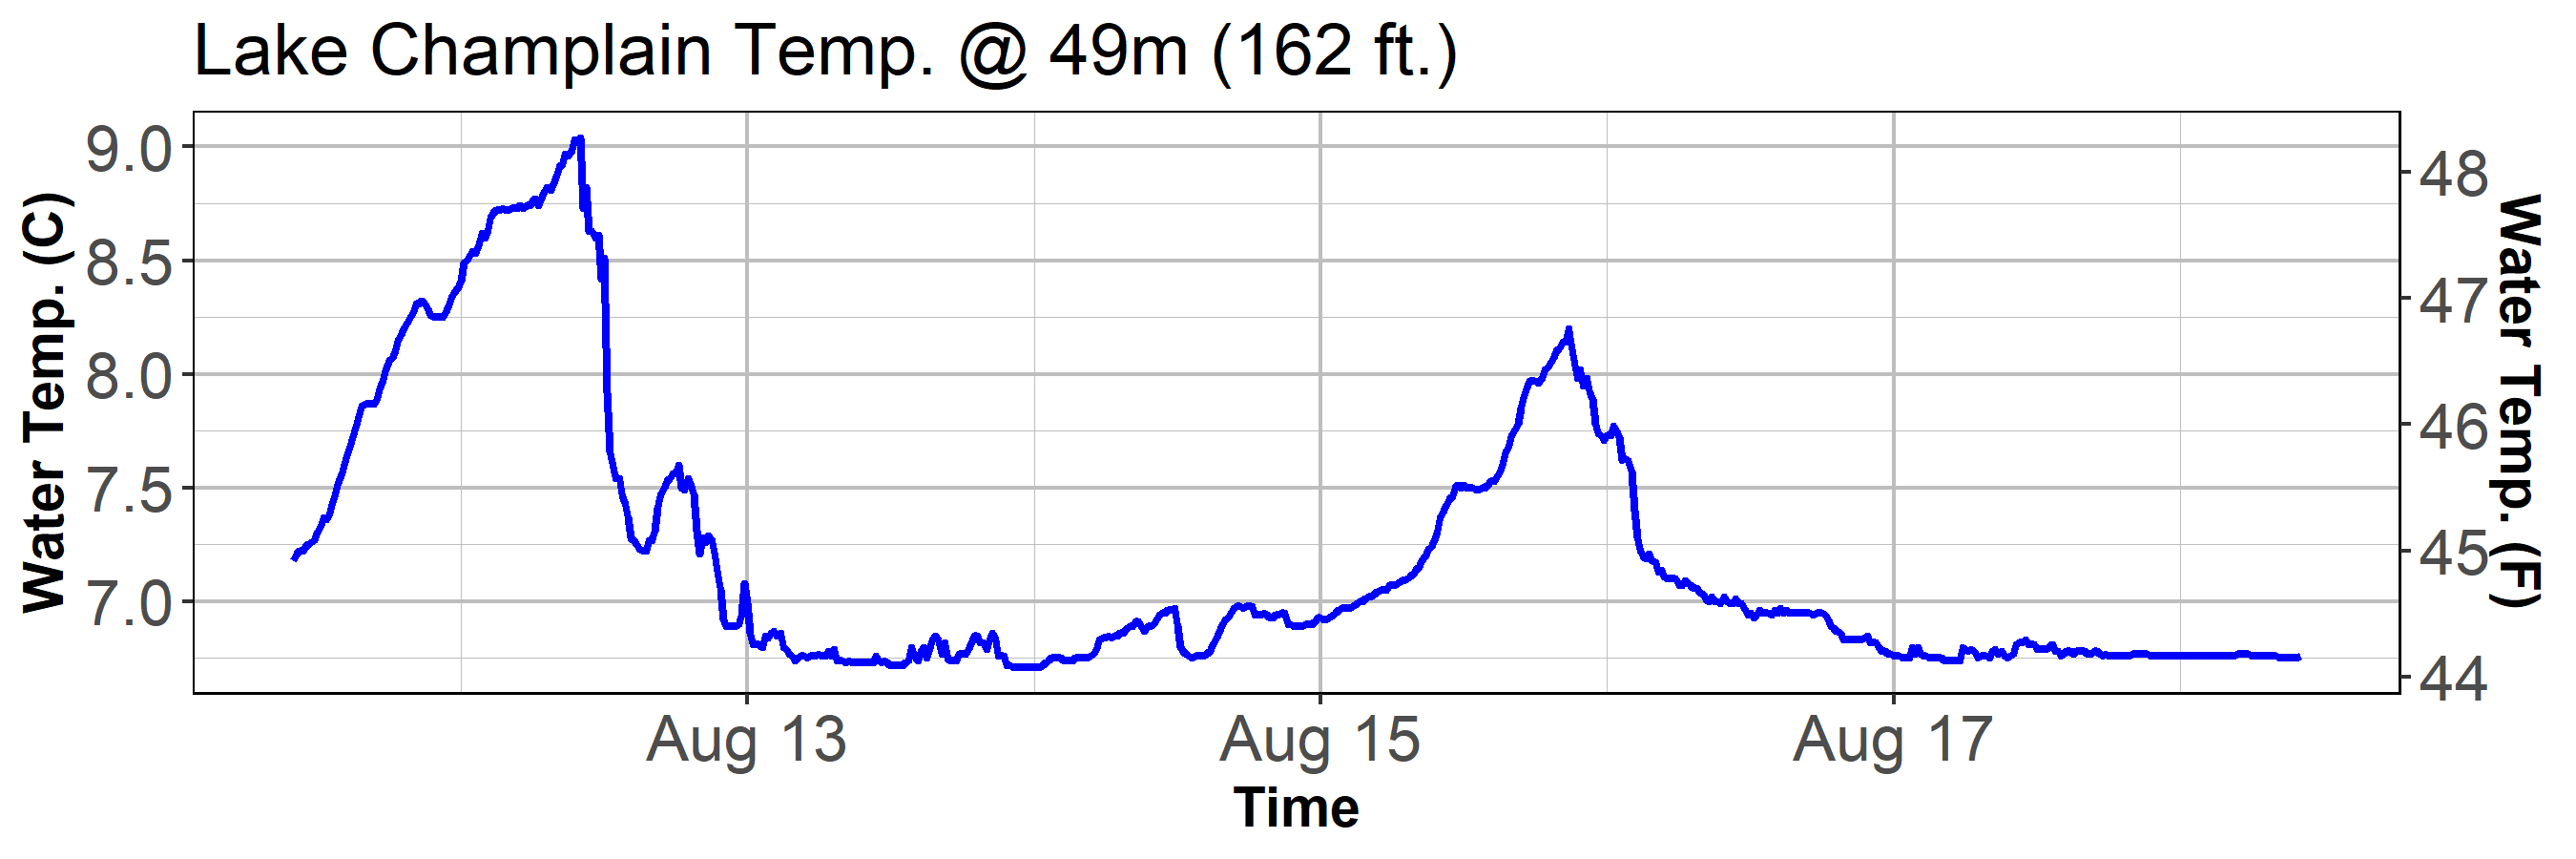 Lake Champlain Temp. @ 49m (162 ft.)
Water Temp. (C)
9.0
8.5
8.0
7.5
7.0
48
47
46
45
44
Water Temp. (F)
Aug 13
Aug 15
Aug 17
Time